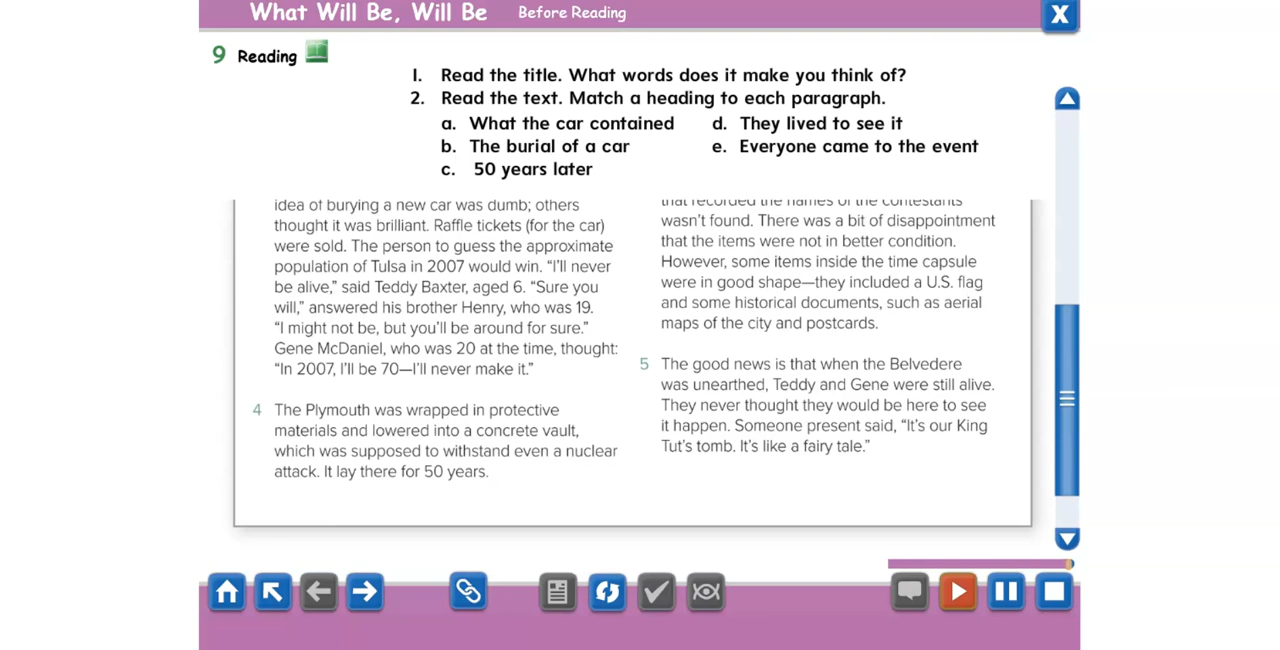 What Will Be, Will Be Before Reading
X
9 Reading
1. Read the title. What words does it make you think of?
2. Read the text. Match a heading to each paragraph.
a. What the car contained
b. The burial of a car
c. 50 years later
d. They lived to see it
e. Everyone came to the event
idea of burying a new car was dumb; others
thought it was brilliant. Raffle tickets (for the car)
were sold. The person to guess the approximate
population of Tulsa in 2007 would win. “I’ll never
be alive,” said Teddy Baxter, aged 6. “Sure you
will,” answered his brother Henry, who was 19.
“I might not be, but you’ll be around for sure.”
Gene McDaniel, who was 20 at the time, thought:
“In 2007, I’ll be 70—I’ll never make it.”
4 The Plymouth was wrapped in protective
materials and lowered into a concrete vault,
which was supposed to withstand even a nuclear
attack. It lay there for 50 years.
that recorded the names of the contestants
wasn’t found. There was a bit of disappointment
that the items were not in better condition.
However, some items inside the time capsule
were in good shape—they included a U.S. flag
and some historical documents, such as aerial
maps of the city and postcards.
5 The good news is that when the Belvedere
was unearthed, Teddy and Gene were still alive.
They never thought they would be here to see
it happen. Someone present said, “It’s our King
Tut’s tomb. It’s like a fairy tale.”